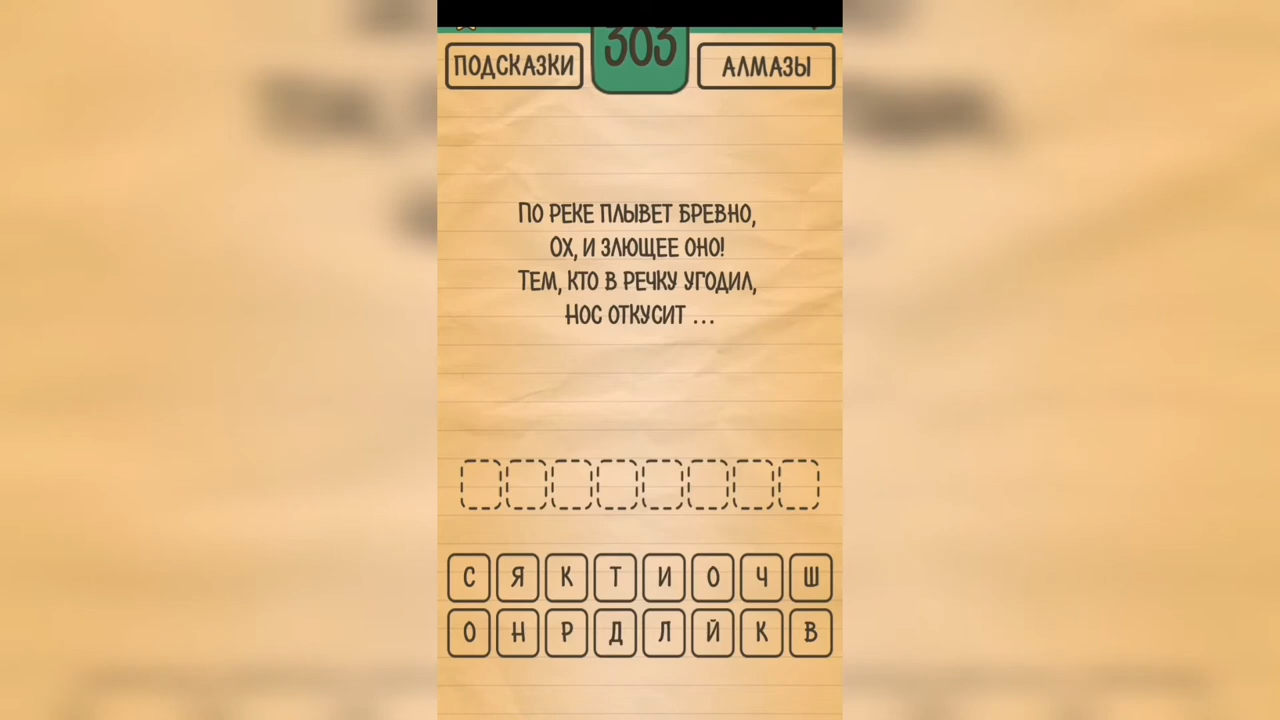 303
ПОДСКАЗКИ
АЛМАЗЫ
ПО РЕКЕ ПЛЫВЕТ БРЕВНО,
ОХ, И ЗЛЮЩЕЕ ОНО!
ТЕМ, КТО В РЕЧКУ УГОДИЛ,
НОС ОТКУСИТ ...
С Я К Т И О Ч Ш
О Н Р Д Л Й К В